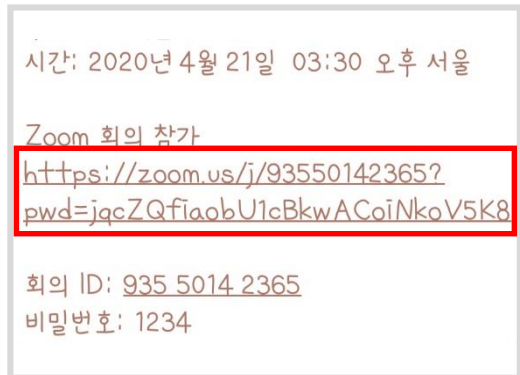 시간: 2020년 4월 21일 03:30 오후 서울
Zoom 회의 참가
https://zoom.us/j/93550142365?
pwd=jqcZQfiaobU1cBkwACoiNkoV5K8
회의 ID: 935 5014 2365
비밀번호: 1234